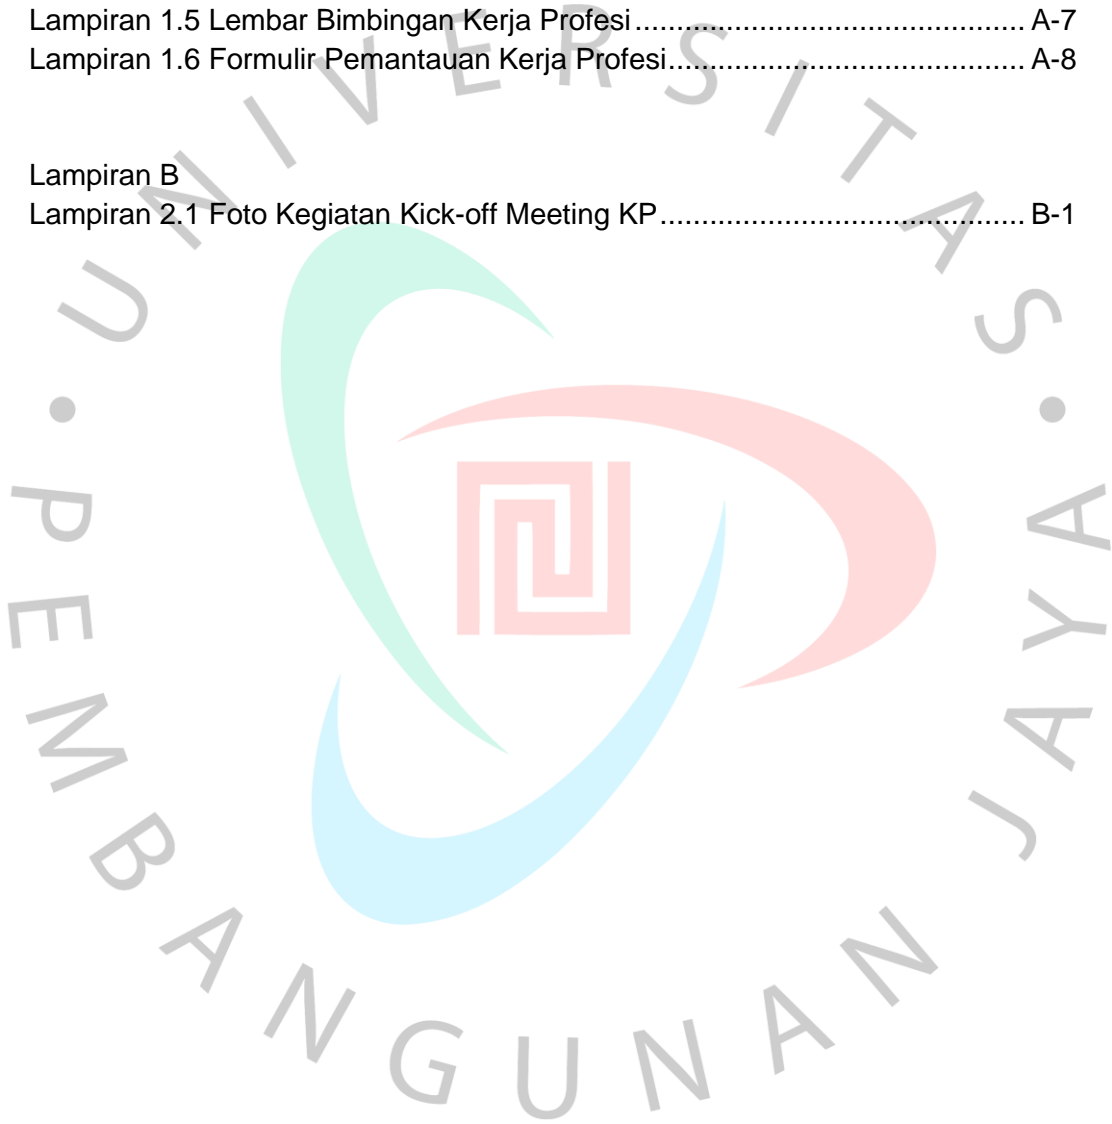 Lampiran 1.5 Lembar Bimbingan Kerja Profesi............................................... A-7
Lampiran 1.6 Formulir Pemantauan Kerja Profesi........................................... A-8
Lampiran B
Lampiran 2.1 Foto Kegiatan Kick-off Meeting KP............................................ B-1
UNIVERSITAS • PEMBANGUNAN JAYA •